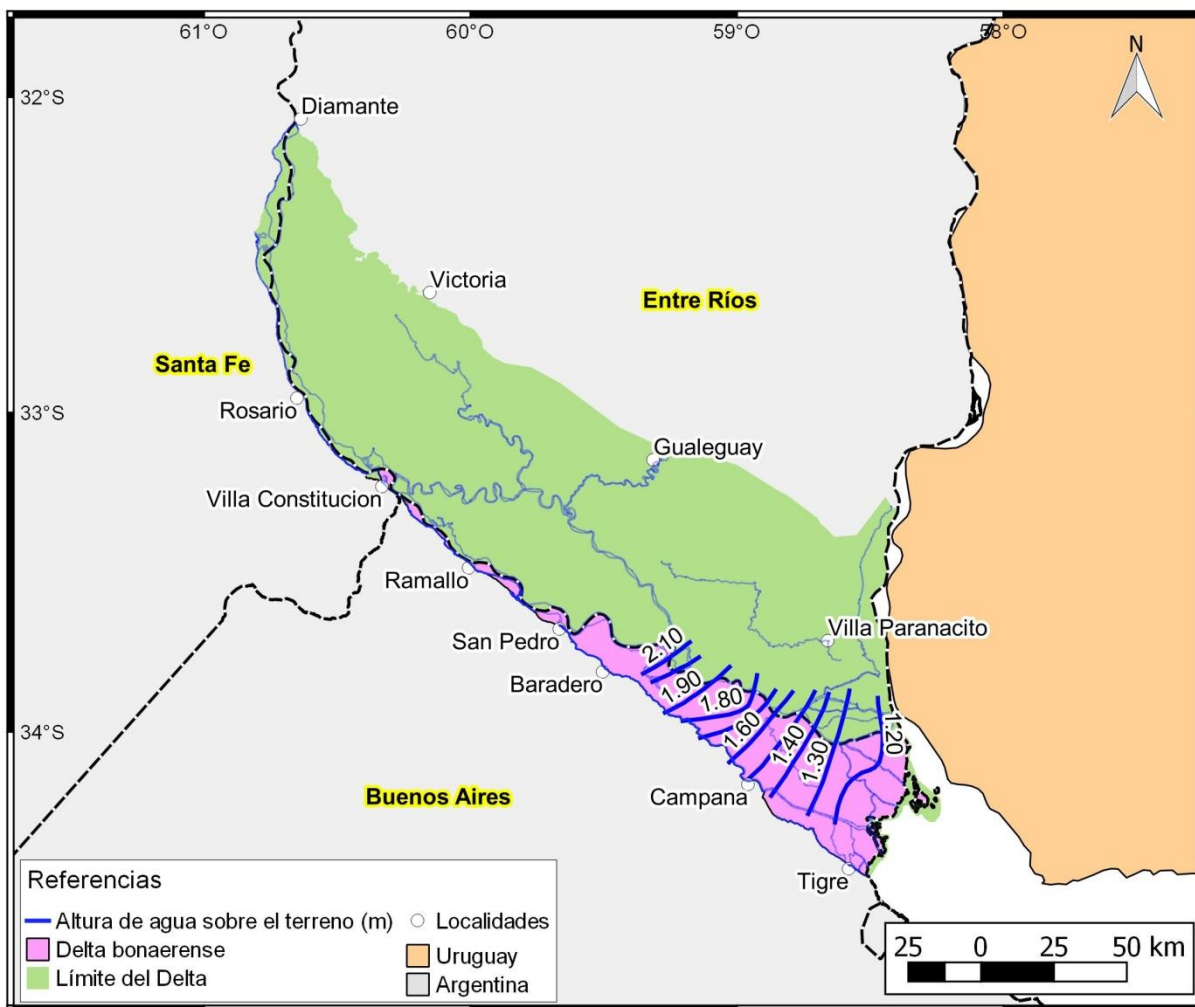 61°O 60°O 59°O 58°O
N
32°S
Diamante
Victoria
Entre Ríos
Santa Fe
33°S
Rosario
Gualeguay
Villa Constitucion
Ramallo
San Pedro
Villa Paranacito
2.10
Baradero
1.90
1.80
1.60
1.40
1.30
1.20
34°S
Campana
Buenos Aires
Tigre
Referencias
Altura de agua sobre el terreno (m)
Localidades
Delta bonaerense
Uruguay
Límite del Delta
Argentina
25 0 25 50 km